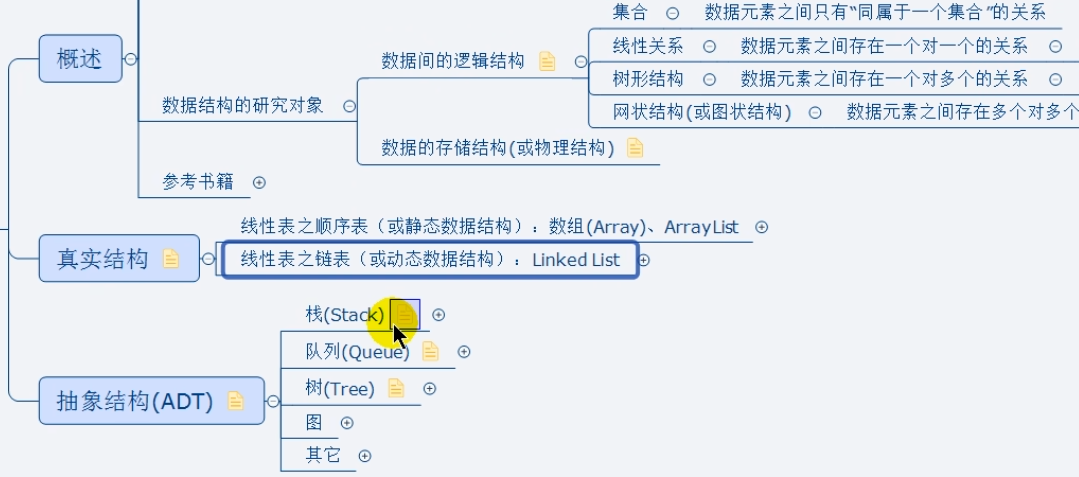 集合 数据元素之间只有“同属于一个集合”的关系
线性关系 数据元素之间存在一个对一个的关系
树形结构 数据元素之间存在一个对多个的关系
网状结构(或图状结构) 数据元素之间存在多个对多个
数据间的逻辑结构
概述
数据结构的研究对象
数据的存储结构(或物理结构)
参考书籍
线性表之顺序表（或静态数据结构）：数组(Array)、ArrayList
真实结构
线性表之链表（或动态数据结构）：Linked List
栈(Stack)
队列(Queue)
树(Tree)
抽象结构(ADT)
图
其它